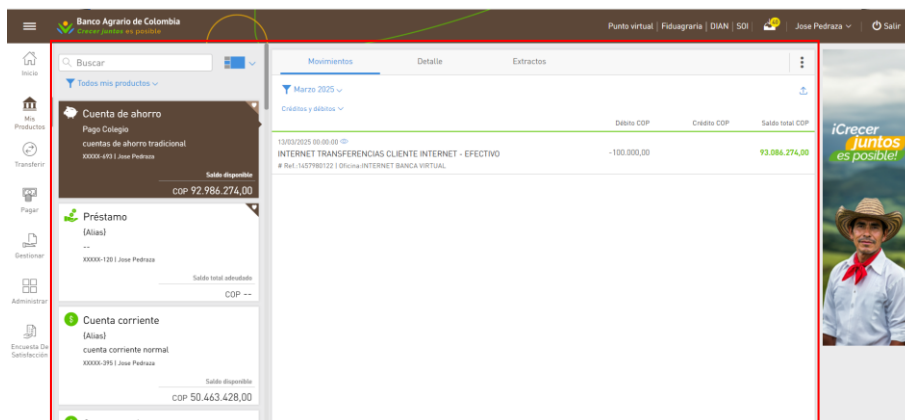 Banco Agrario de Colombia
Crecer juntos es posible
Punto virtual | Fiduagraria | DIAN | SOI
Jose Pedraza
Salir
Inicio
Mis
Productos
Transferir
Pagar
Gestionar
Administrar
Encuesta De
Satisfacción
Buscar
Todos mis productos
Cuenta de ahorro
Pago Colegio
cuentas de ahorro tradicional
XXXXX-693 | Jose Pedraza
Saldo disponible
COP 92.986.274,00
Préstamo
(Alias)
--
XXXXX-120 | Jose Pedraza
Saldo total adeudado
COP --
Cuenta corriente
(Alias)
cuenta corriente normal
XXXXX-395 | Jose Pedraza
Saldo disponible
COP 50.463.428,00
Movimientos
Detalle
Extractos
Marzo 2025
Créditos y débitos
Débito COP
Crédito COP
Saldo total COP
13/03/2025 00:00:00
INTERNET TRANSFERENCIAS CLIENTE INTERNET - EFECTIVO
-100.000,00
93.086.274,00
# Ref.:1457980122 | Oficina:INTERNET BANCA VIRTUAL
¡Crecer
juntos
es posible!